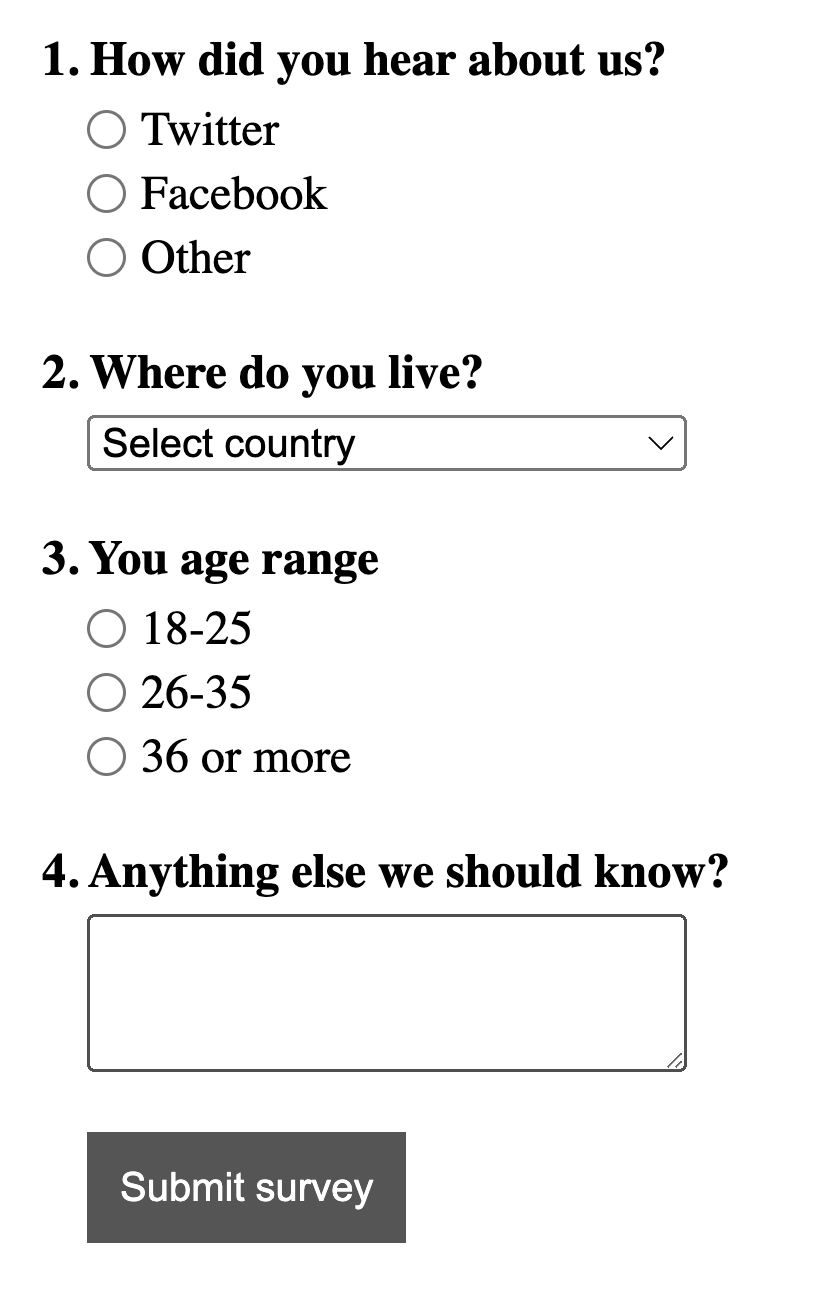 1. How did you hear about us?
Twitter
Facebook
Other
2. Where do you live?
Select country
3. You age range
18-25
26-35
36 or more
4. Anything else we should know?
Submit survey